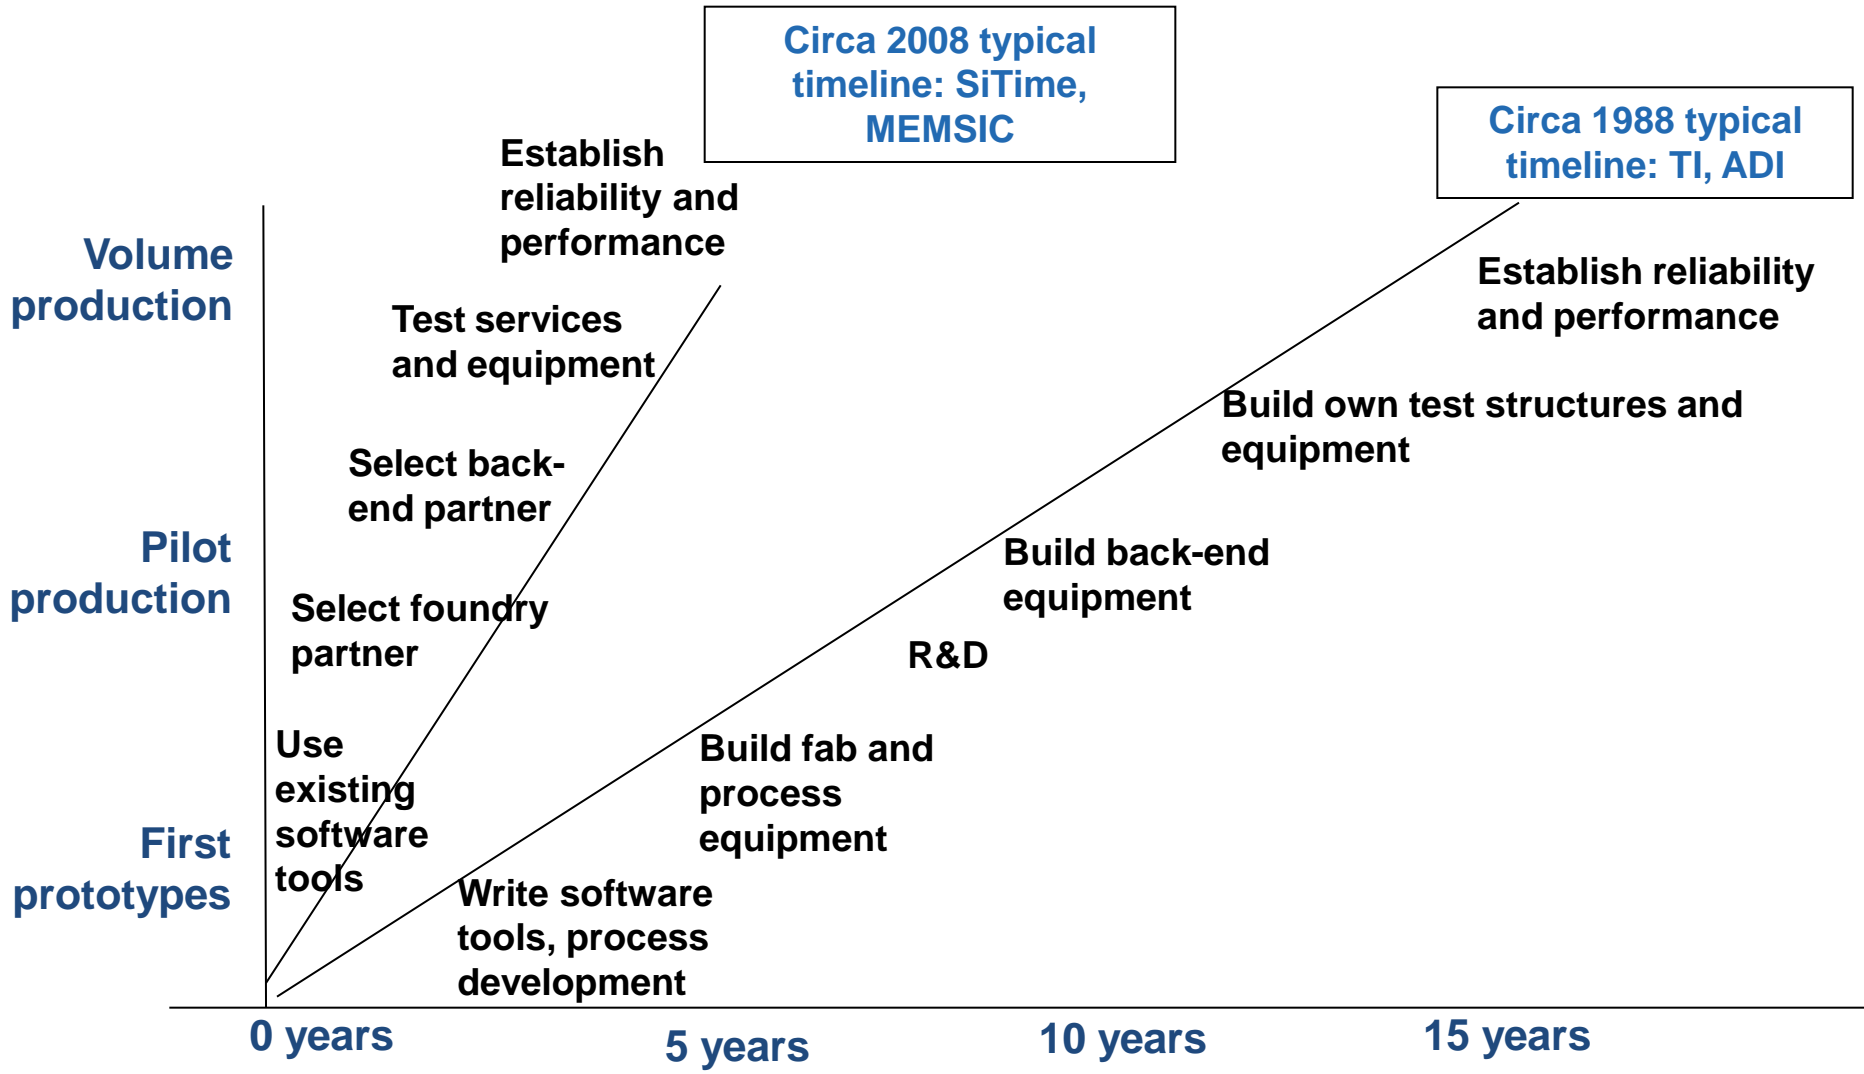 Circa 2008 typical
timeline: SiTime,
MEMSIC
Circa 1988 typical
timeline: TI, ADI
Establish
reliability and
performance
Volume
production
Establish reliability
and performance
Test services
and equipment
Build own test structures and
equipment
Select back-
end partner
Pilot
production
Build back-end
equipment
Select foundry
partner
R&D
Use
existing
software
tools
Build fab and
process
equipment
First
prototypes
Write software
tools, process
development
0 years
5 years
10 years
15 years